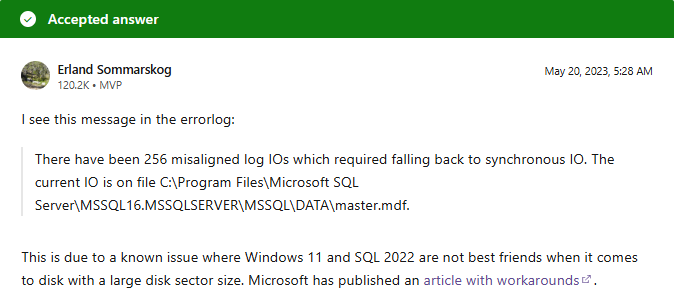 Accepted answer
Erland Sommarskog
120.2K • MVP
May 20, 2023, 5:28 AM
I see this message in the errorlog:
There have been 256 misaligned log IOs which required falling back to synchronous IO. The
current IO is on file C:\Program Files\Microsoft SQL
Server\MSSQL16.MSSQLSERVER\MSSQL\DATA\master.mdf.
This is due to a known issue where Windows 11 and SQL 2022 are not best friends when it comes
to disk with a large disk sector size. Microsoft has published an article with workarounds .